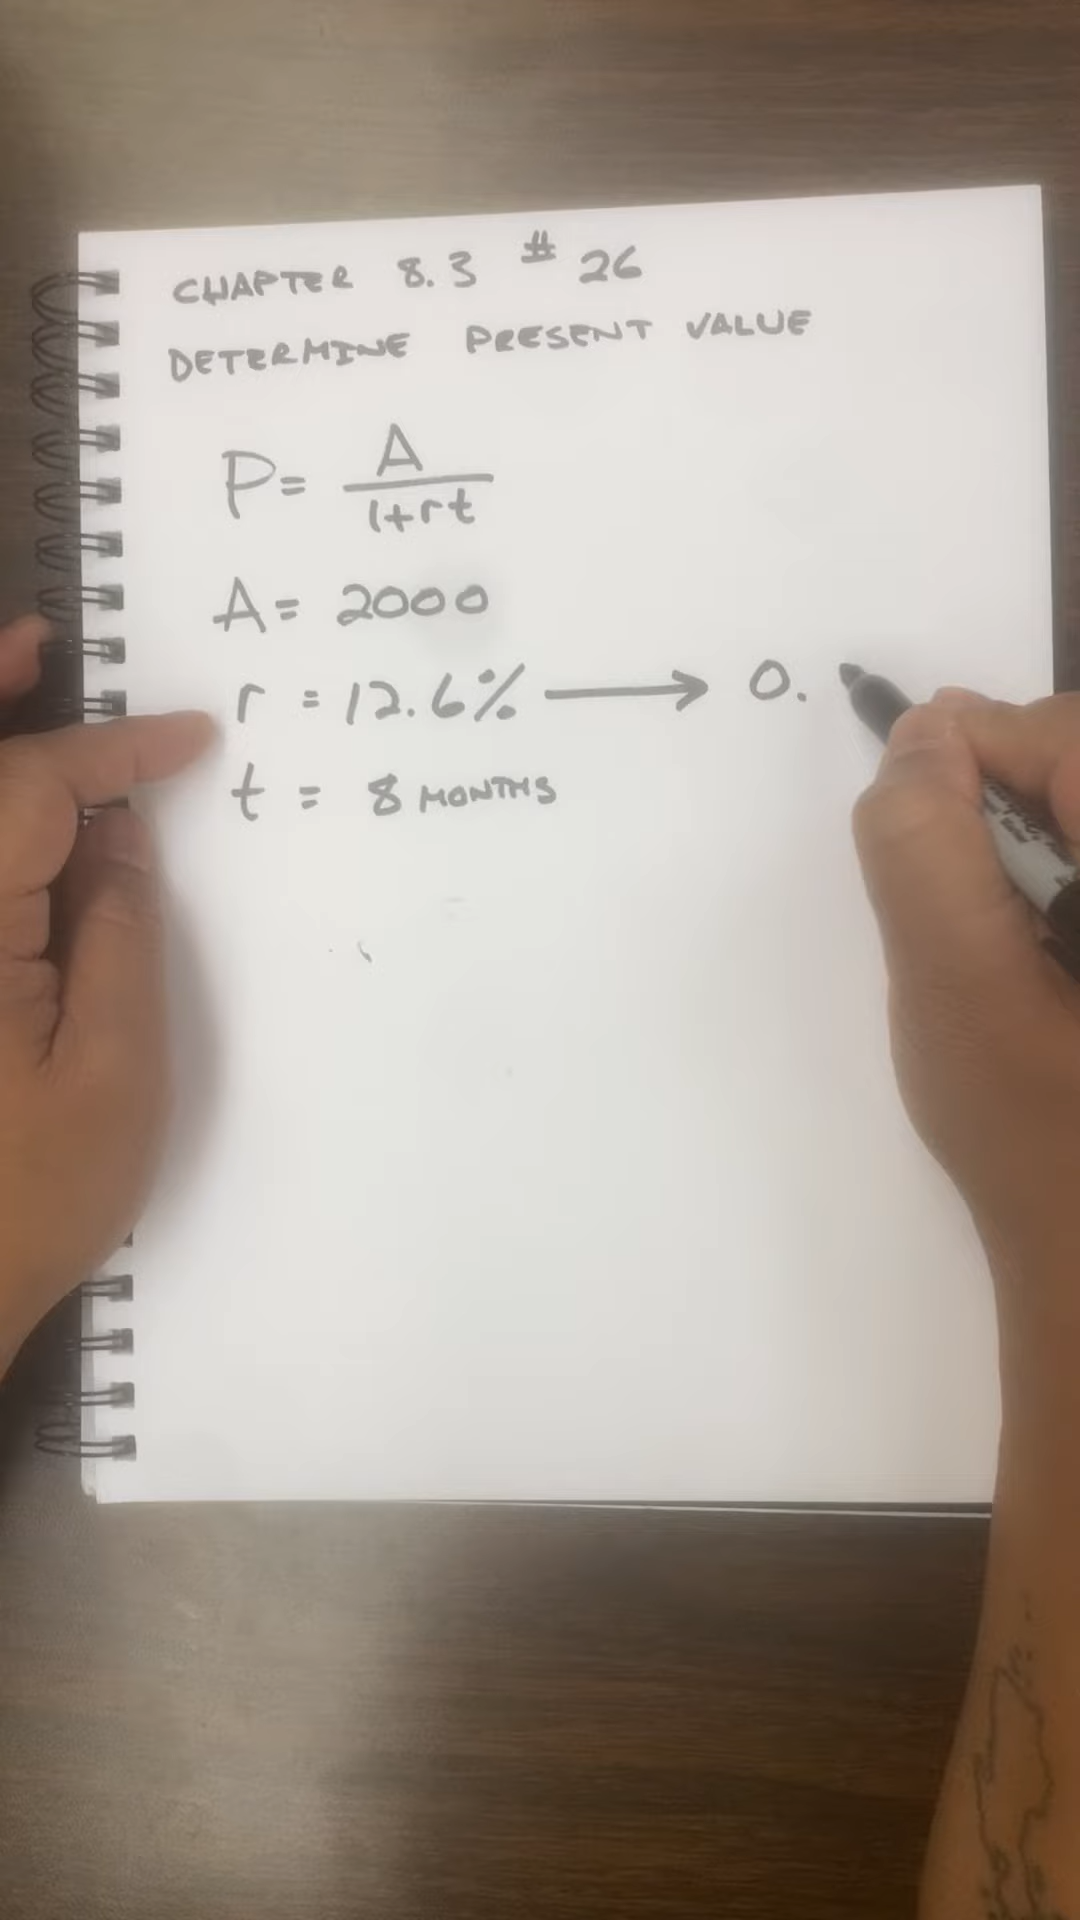 CHAPTER 8.3 # 26
DETERMINE PRESENT VALUE
P = A
1+rt
A = 2000
r = 12.6% → 0.
t = 8 MONTHS